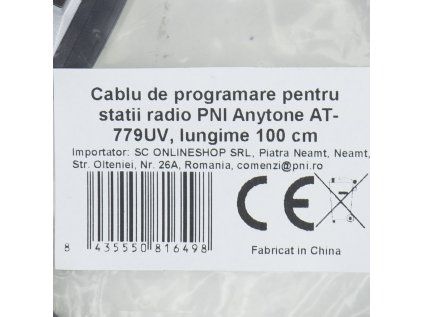 Cablu de programare pentru
statii radio PNI Anytone AT-
779UV, lungime 100 cm
Importator: SC ONLINESHOP SRL, Piatra Neamt, Neamt,
Str. Olteniei, Nr. 26A, Romania, comenzi@pni.ro
CE
8 435550 816498
Fabricat in China